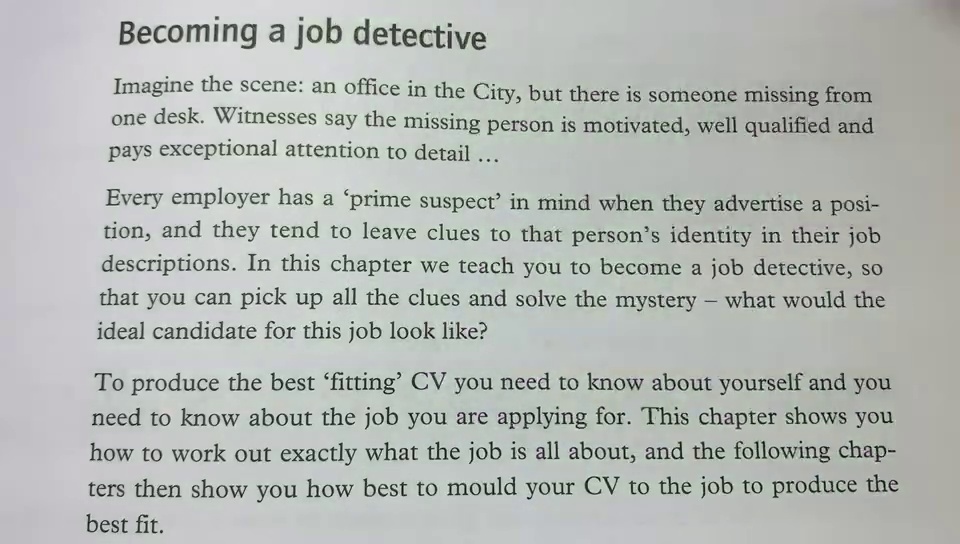 Becoming a job detective
Imagine the scene: an office in the City, but there is someone missing from
one desk. Witnesses say the missing person is motivated, well qualified and
pays exceptional attention to detail ...
Every employer has a ‘prime suspect’ in mind when they advertise a posi-
tion, and they tend to leave clues to that person’s identity in their job
descriptions. In this chapter we teach you to become a job detective, so
that you can pick up all the clues and solve the mystery – what would the
ideal candidate for this job look like?
To produce the best ‘fitting’ CV you need to know about yourself and you
need to know about the job you are applying for. This chapter shows you
how to work out exactly what the job is all about, and the following chap-
ters then show you how best to mould your CV to the job to produce the
best fit.